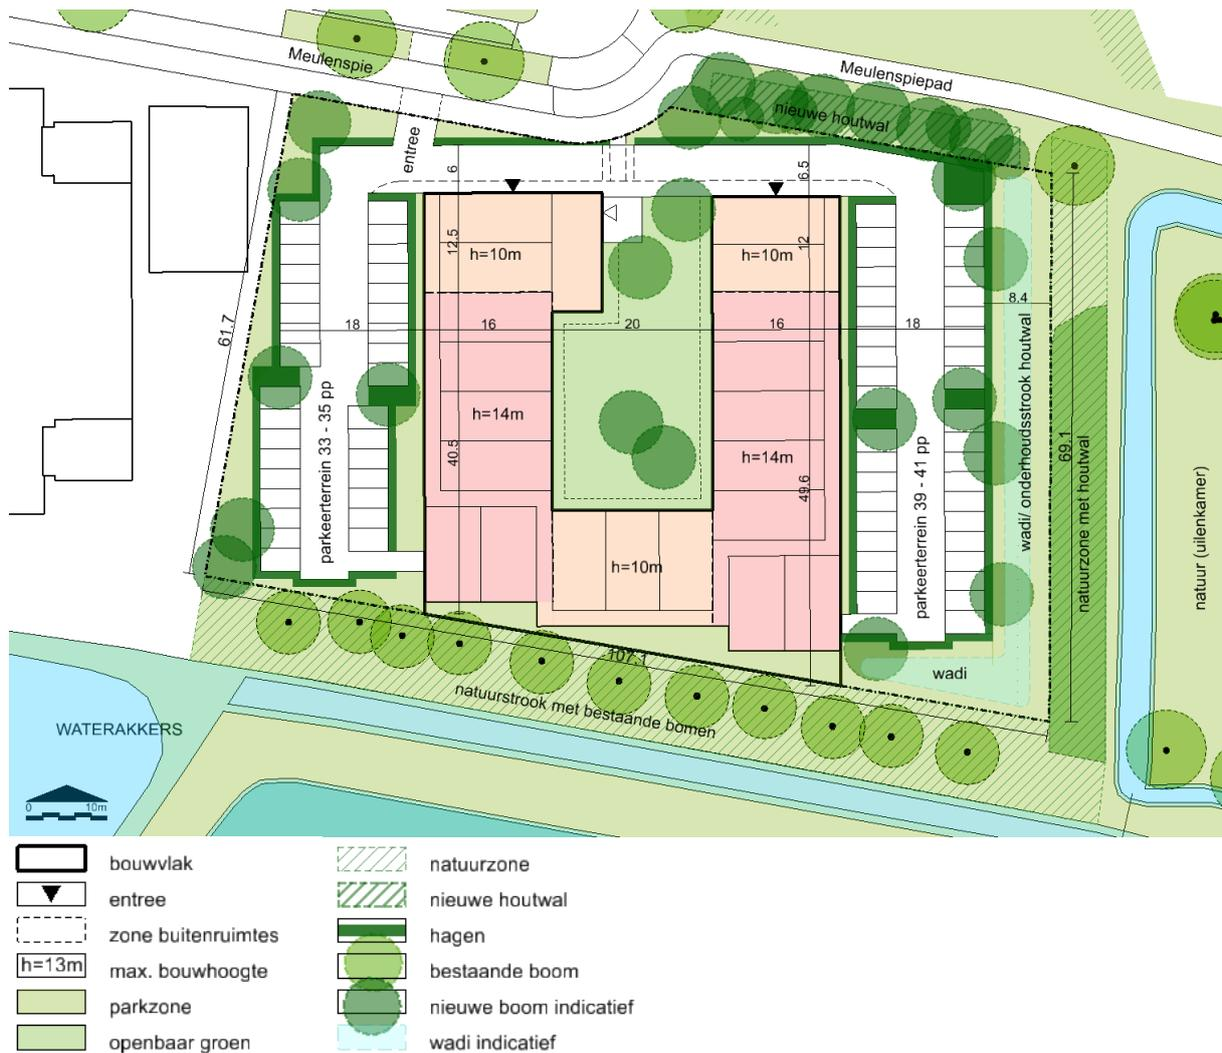 Meulenspie
Meulenspiepad
nieuwe houtwal
entree
6
6.5
12.5
h=10m
12
h=10m
8.4
61.7
18
16
20
16
18
parkeerterrein 33 - 35 pp
h=14m
40.5
h=14m
49.6
parkeerterrein 39 - 41 pp
wadi/ onderhoudsstrook houtwal
69.1
natuurzone met houtwal
natuur (uilenkamer)
h=10m
107.1
wadi
natuurstrook met bestaande bomen
WATERAKKERS
0 10m
bouwvlak
entree
zone buitenruimtes
h=13m max. bouwhoogte
parkzone
openbaar groen
natuurzone
nieuwe houtwal
hagen
bestaande boom
nieuwe boom indicatief
wadi indicatief